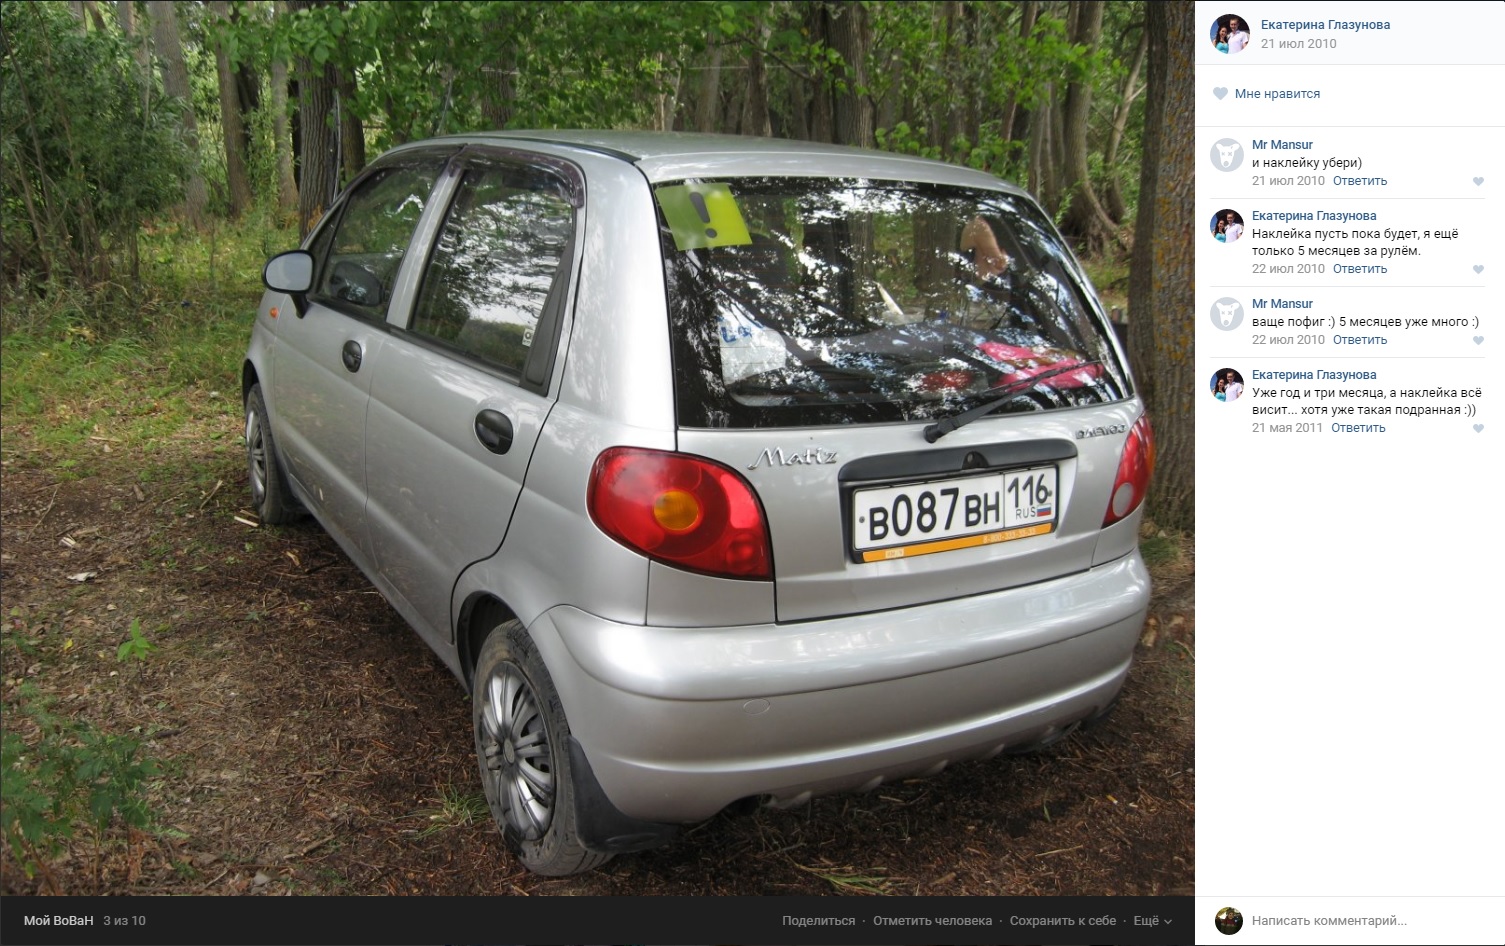 Екатерина Глазунова
21 июл 2010
Мне нравится
Mr Mansur
и наклейку убери)
21 июл 2010 Ответить
Екатерина Глазунова
Наклейка пусть пока будет, я ещё
только 5 месяцев за рулём.
22 июл 2010 Ответить
Mr Mansur
ваще пофиг :) 5 месяцев уже много :)
22 июл 2010 Ответить
Екатерина Глазунова
Уже год и три месяца, а наклейка всё
висит... хотя уже такая подранная :))
21 мая 2011 Ответить
!
Matiz
DAEWOO
В087ВН 116
RUS
Мой ВоВаН 3 из 10
Поделиться · Отметить человека · Сохранить к себе · Ещё
Написать комментарий...